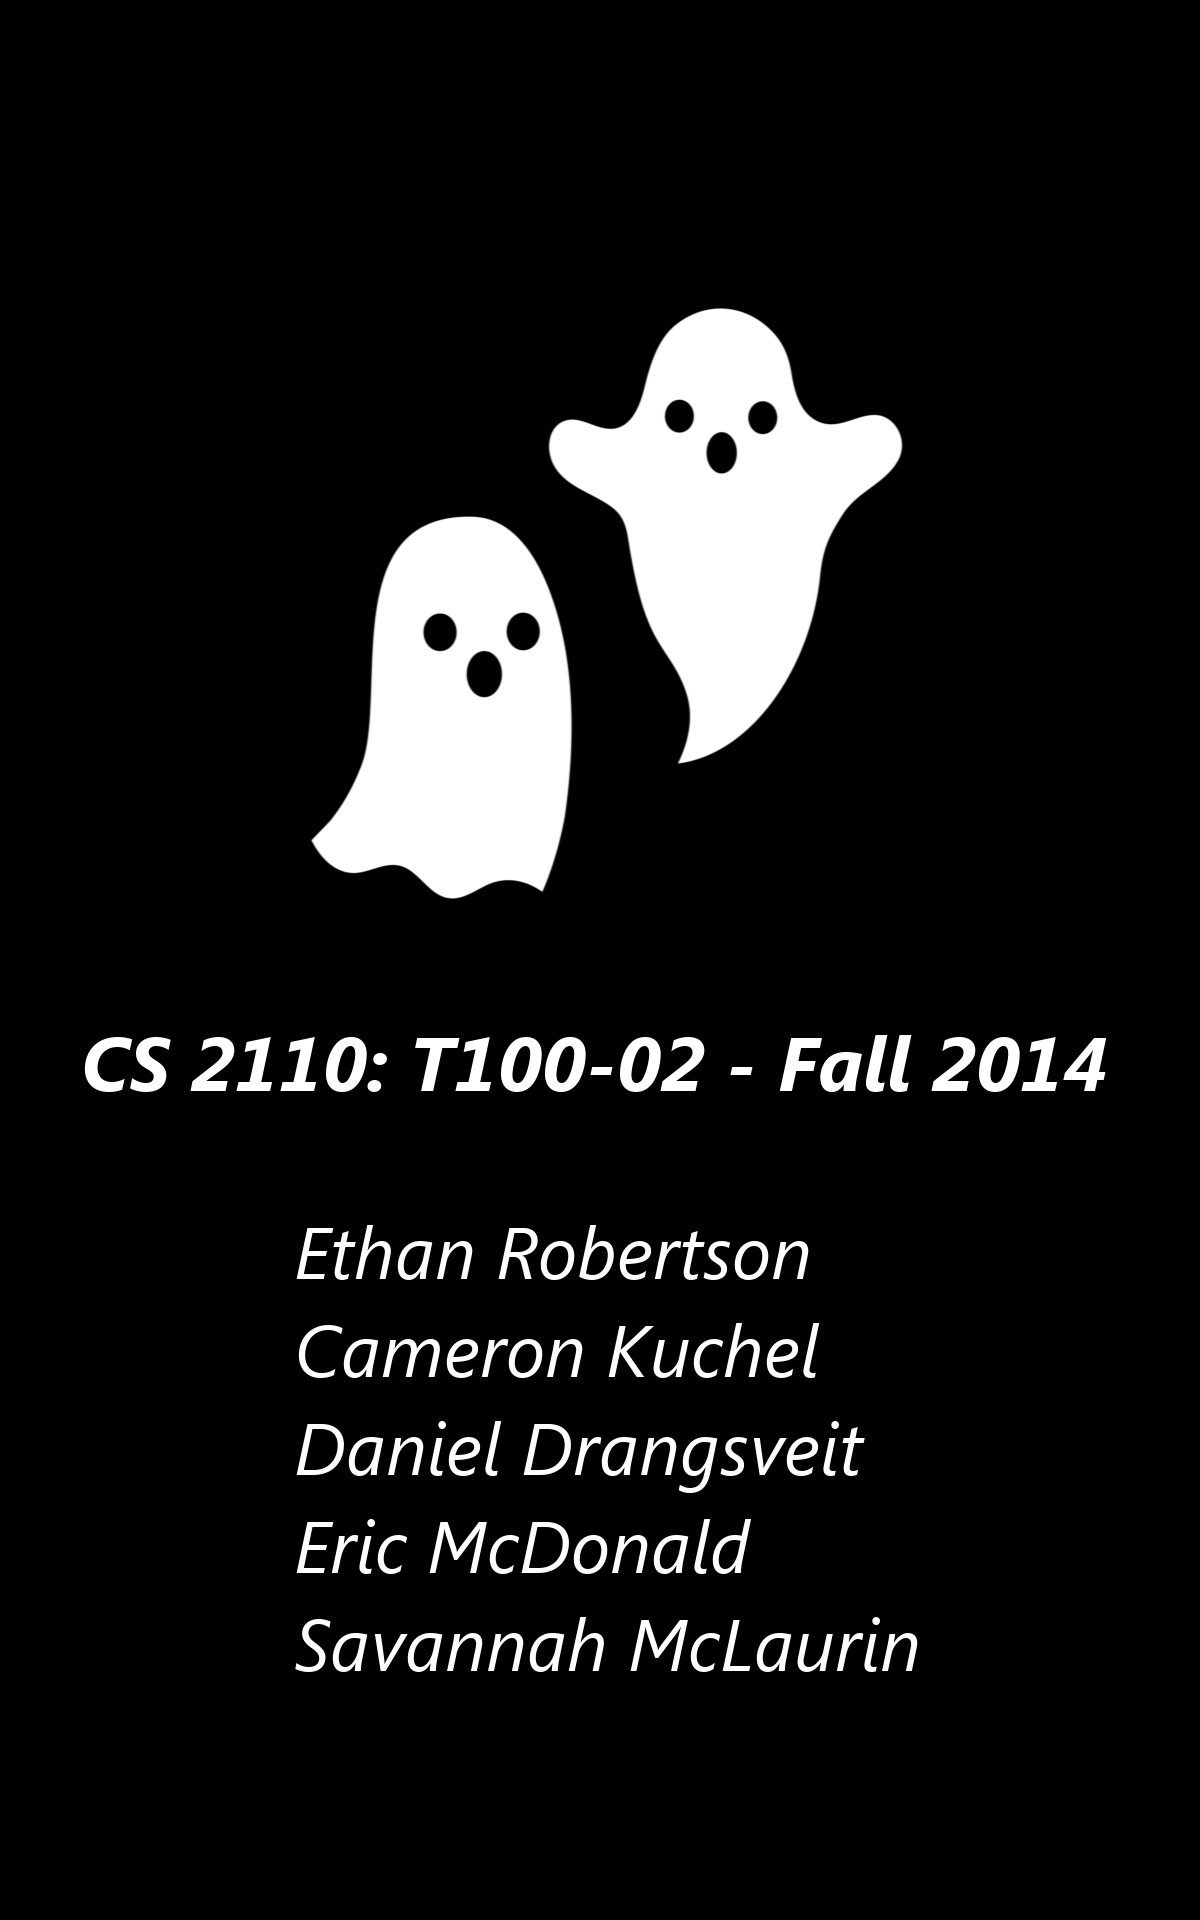 CS 2110: T100-02 - Fall 2014
Ethan Robertson
Cameron Kuchel
Daniel Drangsveit
Eric McDonald
Savannah McLaurin